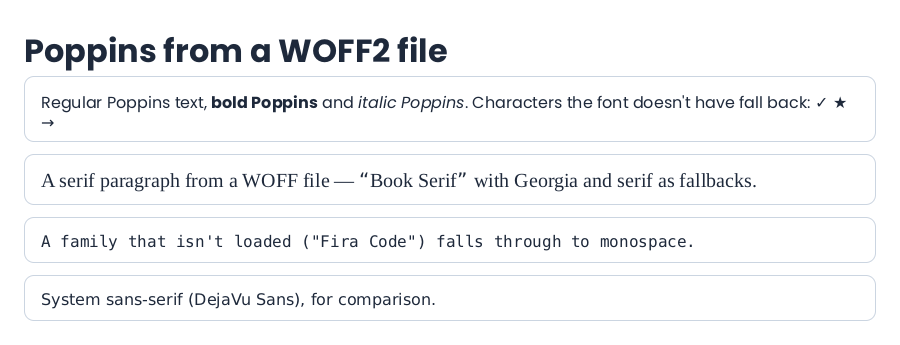 Poppins from a WOFF2 file
Regular Poppins text, bold Poppins and italic Poppins. Characters the font doesn't have fall back: ✓ ★
→
A serif paragraph from a WOFF file — “Book Serif” with Georgia and serif as fallbacks.
A family that isn't loaded ("Fira Code") falls through to monospace.
System sans-serif (DejaVu Sans), for comparison.